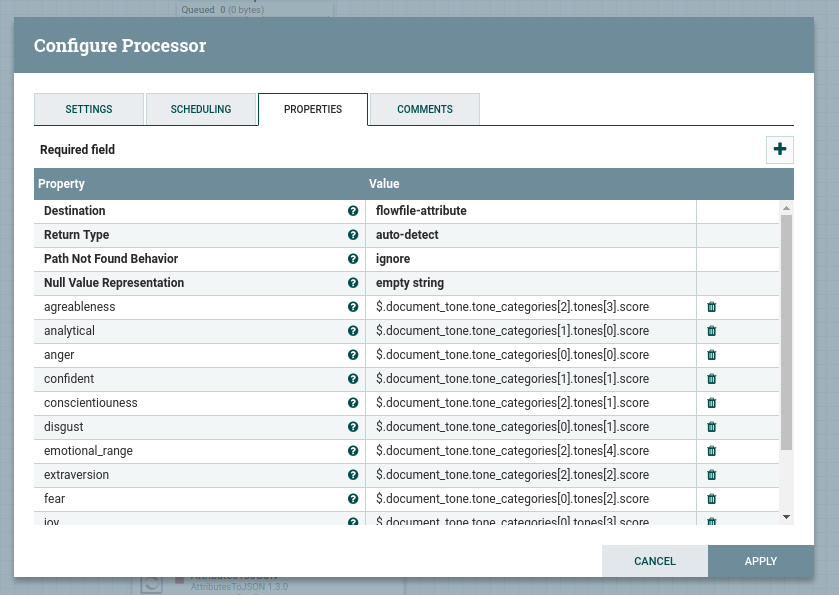 Queued 0 (0 bytes)
Configure Processor
SETTINGS SCHEDULING PROPERTIES COMMENTS
Required field
Property Value
Destination flowfile-attribute
Return Type auto-detect
Path Not Found Behavior ignore
Null Value Representation empty string
agreableness $.document_tone.tone_categories[2].tones[3].score
analytical $.document_tone.tone_categories[1].tones[0].score
anger $.document_tone.tone_categories[0].tones[0].score
confident $.document_tone.tone_categories[1].tones[1].score
conscientiouness $.document_tone.tone_categories[2].tones[1].score
disgust $.document_tone.tone_categories[0].tones[1].score
emotional_range $.document_tone.tone_categories[2].tones[4].score
extraversion $.document_tone.tone_categories[2].tones[2].score
fear $.document_tone.tone_categories[0].tones[2].score
joy $.document_tone.tone_categories[0].tones[3].score
CANCEL APPLY
AttributesToJSON
AttributesToJSON 1.3.0